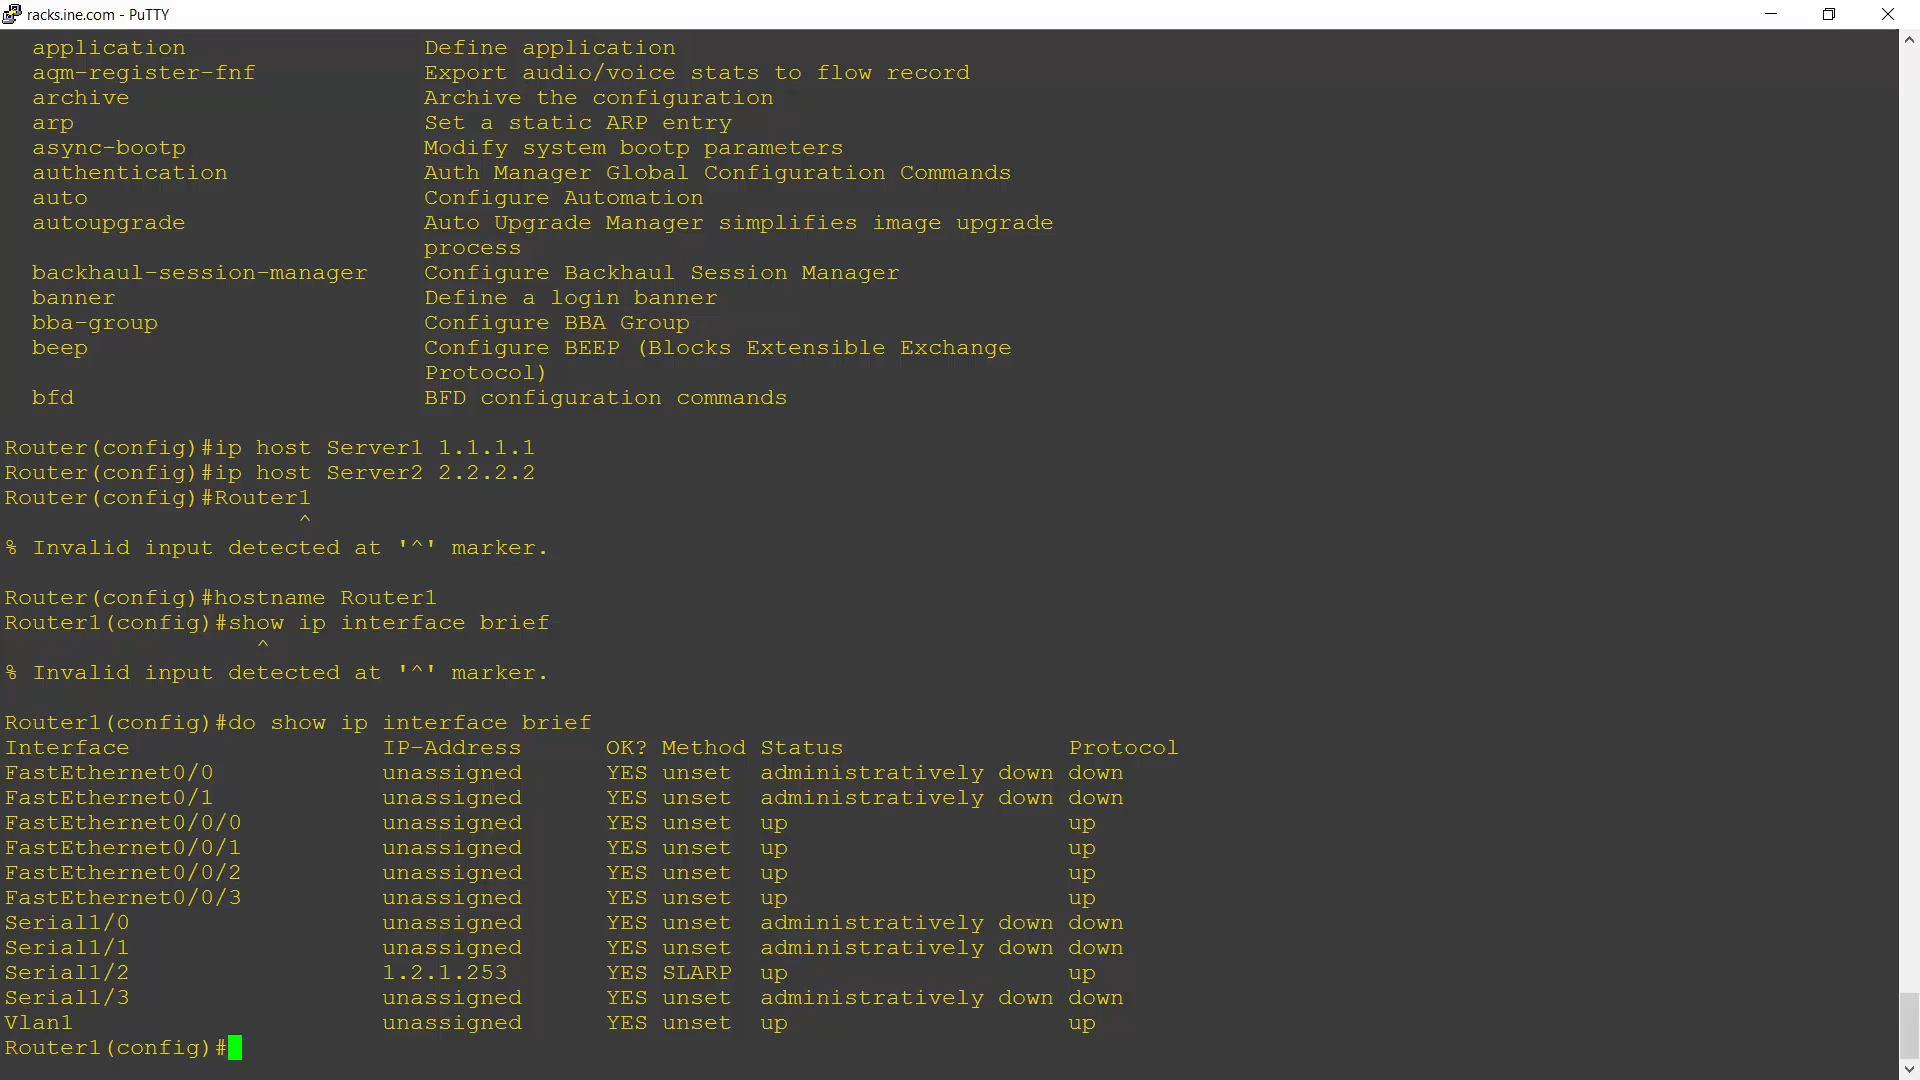 racks.ine.com - PuTTY
application Define application
aqm-register-fnf Export audio/voice stats to flow record
archive Archive the configuration
arp Set a static ARP entry
async-bootp Modify system bootp parameters
authentication Auth Manager Global Configuration Commands
auto Configure Automation
autoupgrade Auto Upgrade Manager simplifies image upgrade
process
backhaul-session-manager Configure Backhaul Session Manager
banner Define a login banner
bba-group Configure BBA Group
beep Configure BEEP (Blocks Extensible Exchange
Protocol)
bfd BFD configuration commands
Router(config)#ip host Server1 1.1.1.1
Router(config)#ip host Server2 2.2.2.2
Router(config)#Router1
^
% Invalid input detected at '^' marker.
Router(config)#hostname Router1
Router1(config)#show ip interface brief
^
% Invalid input detected at '^' marker.
Router1(config)#do show ip interface brief
Interface IP-Address OK? Method Status Protocol
FastEthernet0/0 unassigned YES unset administratively down down
FastEthernet0/1 unassigned YES unset administratively down down
FastEthernet0/0/0 unassigned YES unset up up
FastEthernet0/0/1 unassigned YES unset up up
FastEthernet0/0/2 unassigned YES unset up up
FastEthernet0/0/3 unassigned YES unset up up
Serial1/0 unassigned YES unset administratively down down
Serial1/1 unassigned YES unset administratively down down
Serial1/2 1.2.1.253 YES SLARP up up
Serial1/3 unassigned YES unset administratively down down
Vlan1 unassigned YES unset up up
Router1(config)#